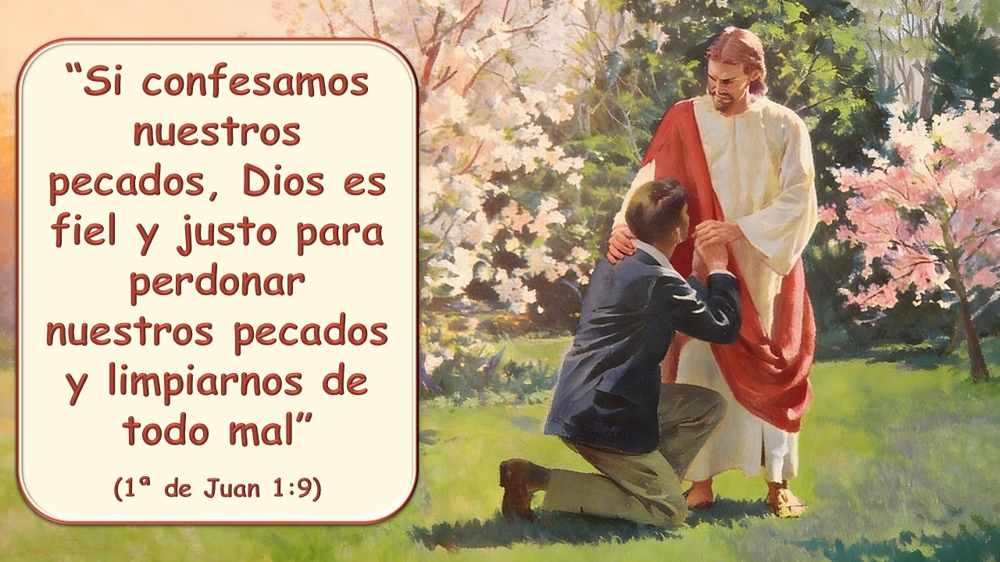 “Si confesamos
nuestros
pecados, Dios es
fiel y justo para
perdonar
nuestros pecados
y limpiarnos de
todo mal”
(1ª de Juan 1:9)